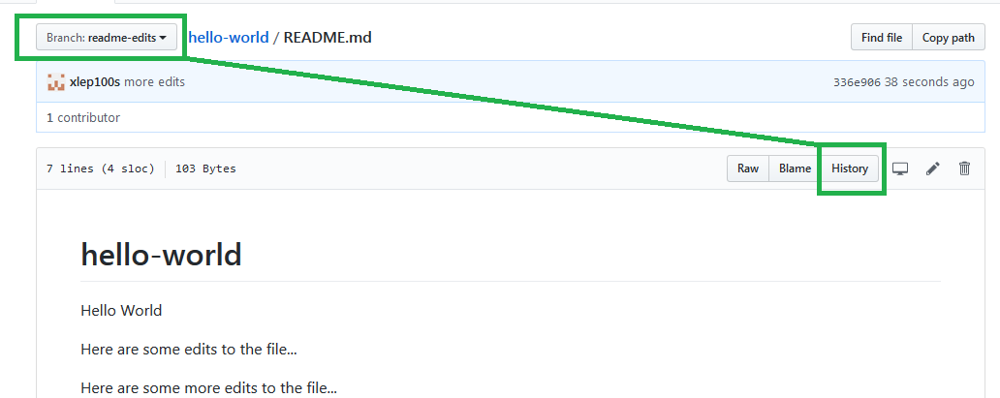 Branch: readme-edits hello-world / README.md Find file Copy path
xlep100s more edits 336e906 38 seconds ago
1 contributor
7 lines (4 sloc) 103 Bytes Raw Blame History
hello-world
Hello World
Here are some edits to the file...
Here are some more edits to the file...